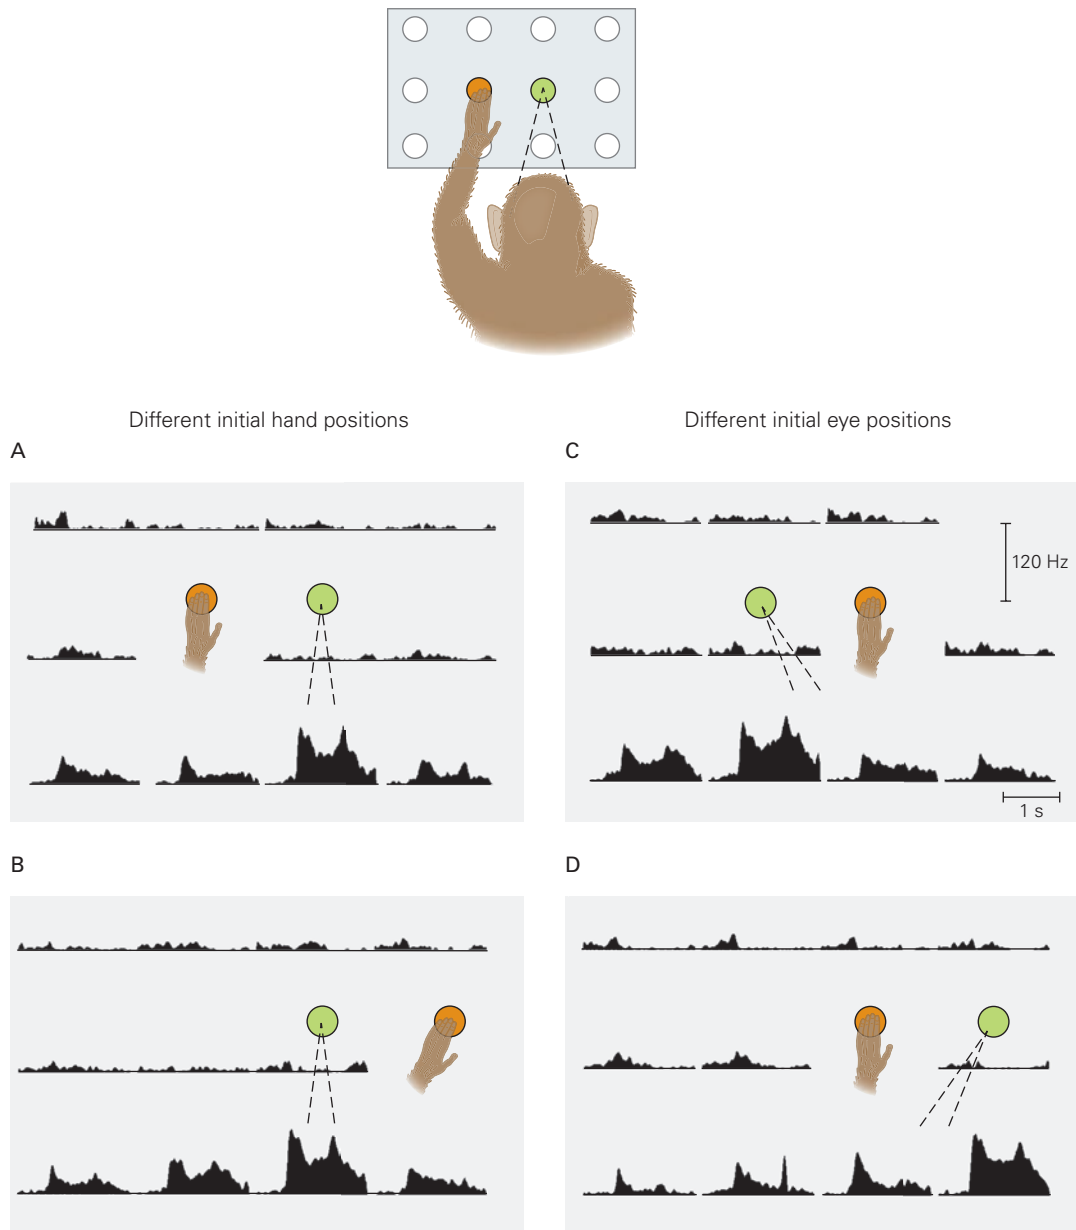 Different initial hand positions
Different initial eye positions
A
C
120 Hz
1 s
B
D